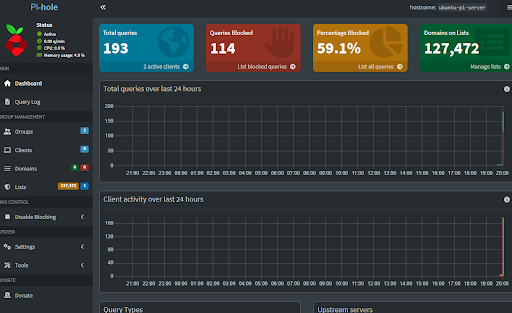 Pi-hole
hostname: ubuntu-pi-server
Status
Active
0.00 q/min
CPU: 0.0 %
Memory usage: 4.3 %
Total queries
193
2 active clients
Queries Blocked
114
List blocked queries
Percentage Blocked
59.1%
List all queries
Domains on Lists
127,472
Manage lists
MAIN
Dashboard
Query Log
GROUP MANAGEMENT
Groups 1
Clients 0
Domains 0 0
Lists 127,472 1
DNS CONTROL
Disable Blocking
SYSTEM
Settings
Tools
DONATE
Donate
Total queries over last 24 hours
200
150
100
50
0
21:00 22:00 23:00 00:00 01:00 02:00 03:00 04:00 05:00 06:00 07:00 08:00 09:00 10:00 11:00 12:00 13:00 14:00 15:00 16:00 17:00 18:00 19:00 20:00
Client activity over last 24 hours
160
120
80
40
0
21:00 22:00 23:00 00:00 01:00 02:00 03:00 04:00 05:00 06:00 07:00 08:00 09:00 10:00 11:00 12:00 13:00 14:00 15:00 16:00 17:00 18:00 19:00 20:00
Query Types
Upstream servers